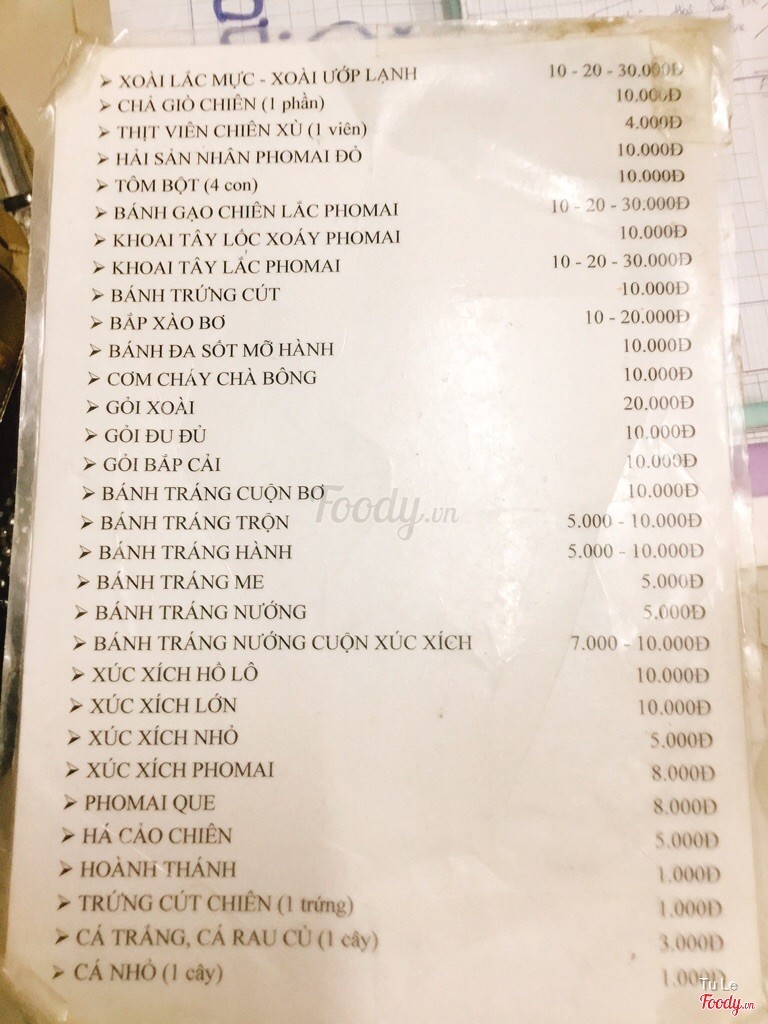 ➢ XOÀI LẮC MỰC - XOÀI ƯỚP LẠNH 10 - 20 - 30.000Đ
➢ CHẢ GIÒ CHIÊN (1 phần) 10.000Đ
➢ THỊT VIÊN CHIÊN XÙ (1 viên) 4.000Đ
➢ HẢI SẢN NHÂN PHOMAI ĐỎ 10.000Đ
➢ TÔM BỘT (4 con) 10.000Đ
➢ BÁNH GẠO CHIÊN LẮC PHOMAI 10 - 20 - 30.000Đ
➢ KHOAI TÂY LỐC XOÁY PHOMAI 10.000Đ
➢ KHOAI TÂY LẮC PHOMAI 10 - 20 - 30.000Đ
➢ BÁNH TRỨNG CÚT 10.000Đ
➢ BẮP XÀO BƠ 10 - 20.000Đ
➢ BÁNH ĐA SỐT MỠ HÀNH 10.000Đ
➢ CƠM CHÁY CHÀ BÔNG 10.000Đ
➢ GỎI XOÀI 20.000Đ
➢ GỎI ĐU ĐỦ 10.000Đ
➢ GỎI BẮP CẢI 10.000Đ
➢ BÁNH TRÁNG CUỘN BƠ 10.000Đ
➢ BÁNH TRÁNG TRỘN 5.000 - 10.000Đ
➢ BÁNH TRÁNG HÀNH 5.000 - 10.000Đ
➢ BÁNH TRÁNG ME 5.000Đ
➢ BÁNH TRÁNG NƯỚNG 5.000Đ
➢ BÁNH TRÁNG NƯỚNG CUỘN XÚC XÍCH 7.000 - 10.000Đ
➢ XÚC XÍCH HỒ LÔ 10.000Đ
➢ XÚC XÍCH LỚN 10.000Đ
➢ XÚC XÍCH NHỎ 5.000Đ
➢ XÚC XÍCH PHOMAI 8.000Đ
➢ PHOMAI QUE 8.000Đ
➢ HÁ CẢO CHIÊN 5.000Đ
➢ HOÀNH THÁNH 1.000Đ
➢ TRỨNG CÚT CHIÊN (1 trứng) 1.000Đ
➢ CÁ TRẮNG, CÁ RAU CỦ (1 cây) 3.000Đ
➢ CÁ NHỎ (1 cây) 1.000Đ
Foody.vn
Tu Le
Foody.vn